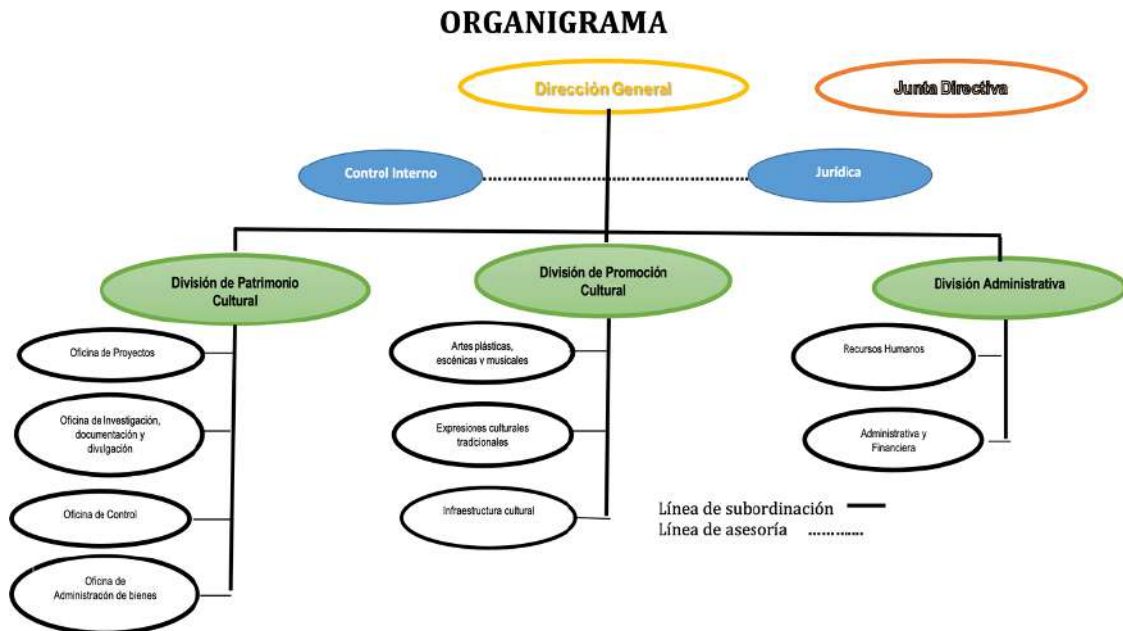 ORGANIGRAMA
Dirección General
Junta Directiva
Control Interno
Jurídica
División de Patrimonio
Cultural
División de Promoción
Cultural
División Administrativa
Oficina de Proyectos
Oficina de Investigación,
documentación y
divulgación
Oficina de Control
Oficina de
Administración de bienes
Artes plásticas,
escénicas y musicales
Expresiones culturales
tradicionales
Infraestructura cultural
Recursos Humanos
Administrativa y
Financiera
Línea de subordinación
Línea de asesoría